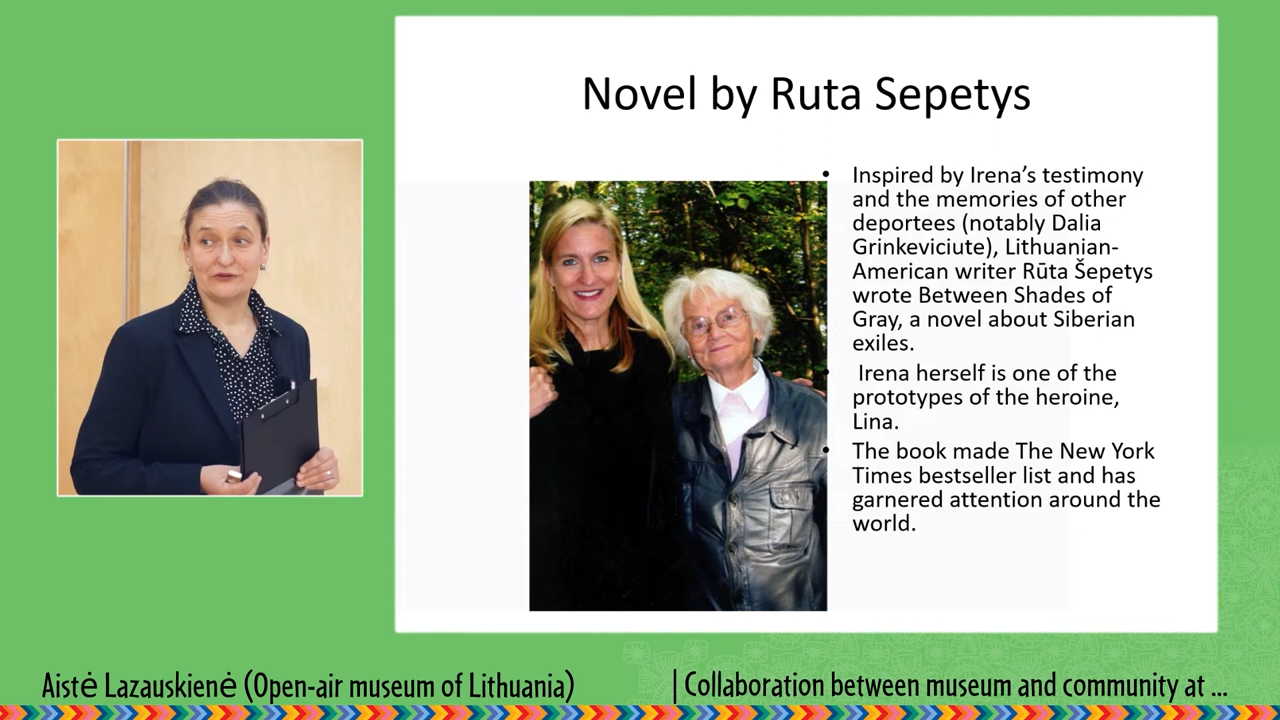 Novel by Ruta Sepetys
• Inspired by Irena’s testimony
and the memories of other
deportees (notably Dalia
Grinkeviciute), Lithuanian-
American writer Rūta Šepetys
wrote Between Shades of
Gray, a novel about Siberian
exiles.
• Irena herself is one of the
prototypes of the heroine,
Lina.
• The book made The New York
Times bestseller list and has
garnered attention around the
world.
Aistė Lazauskienė (Open-air museum of Lithuania)
| Collaboration between museum and community at ...